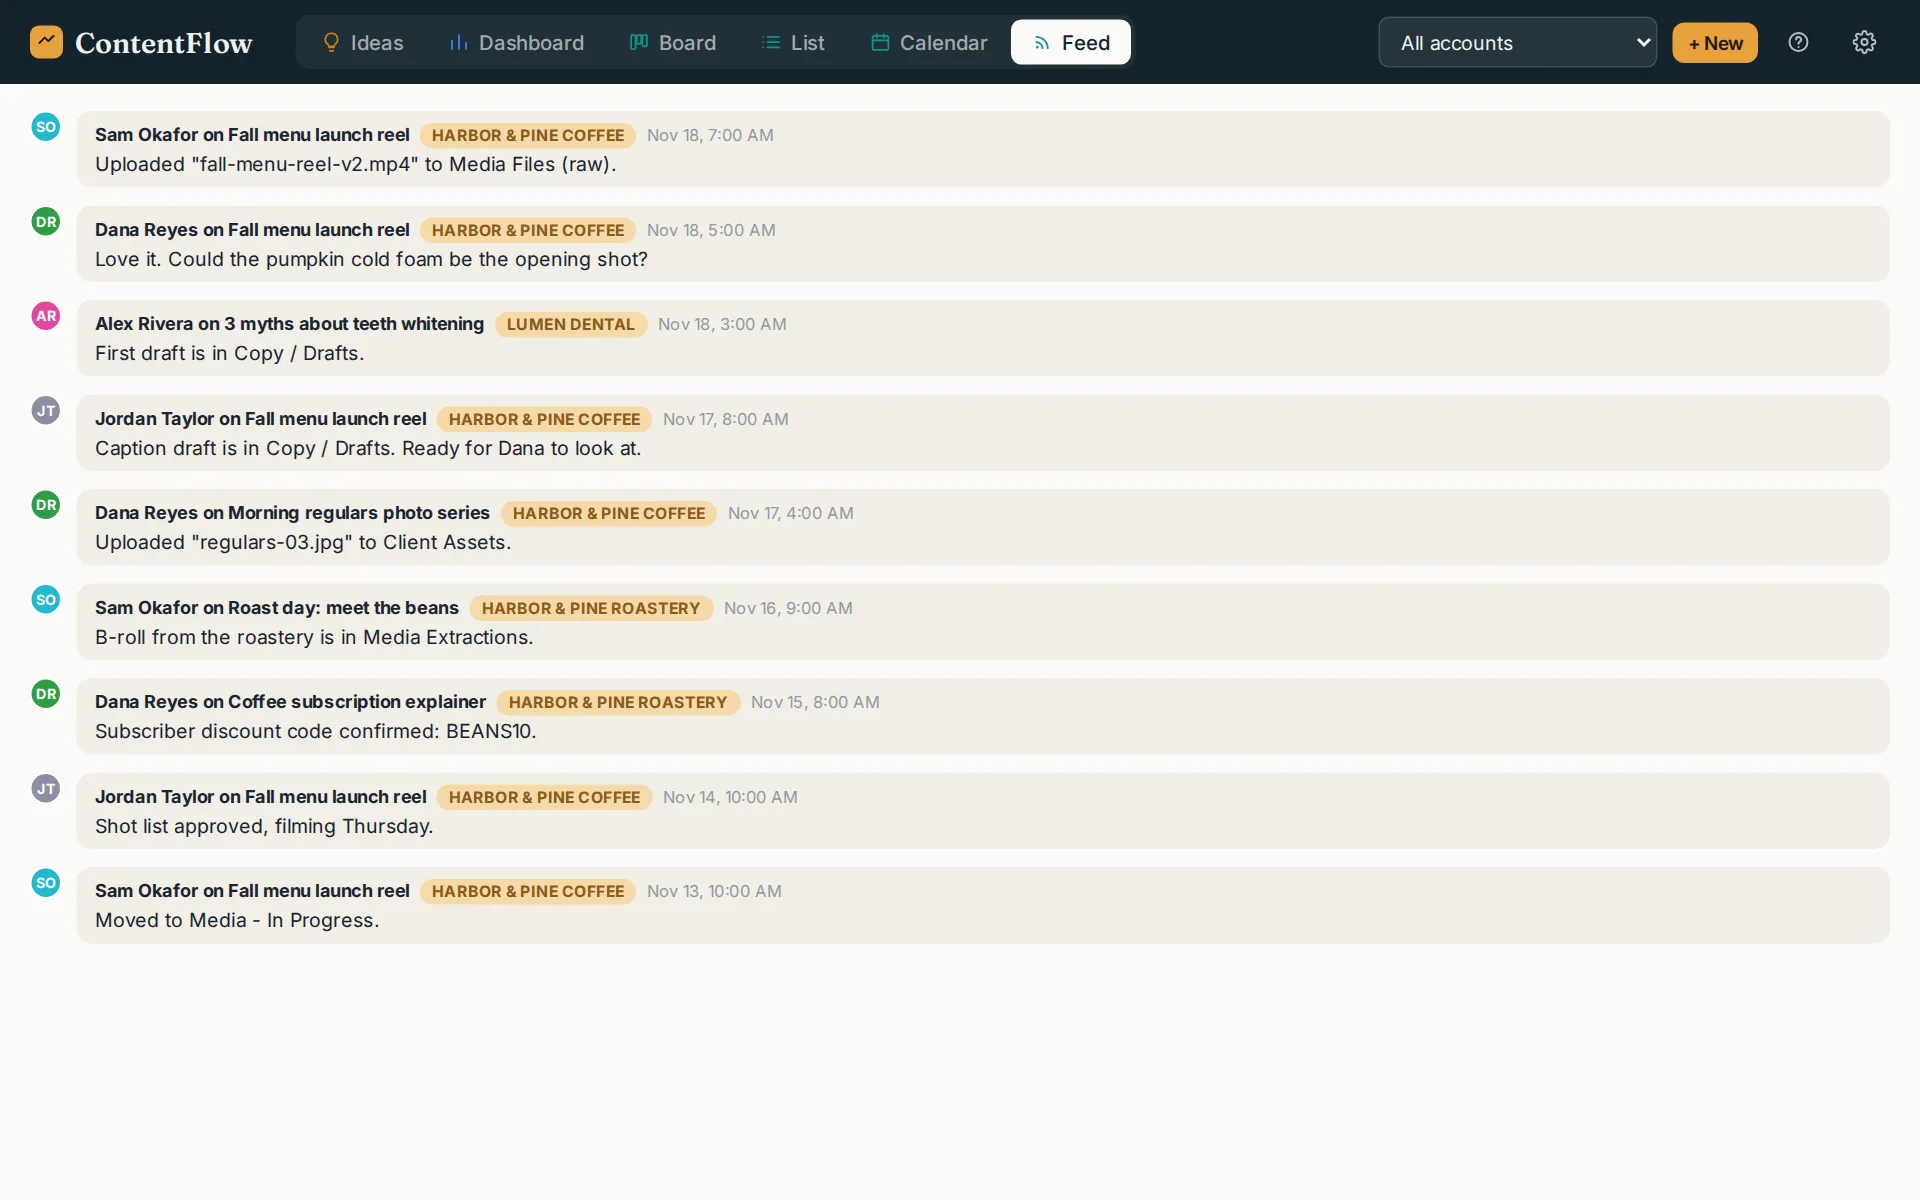 ContentFlow
Ideas
Dashboard
Board
List
Calendar
Feed
All accounts
+ New
SO
Sam Okafor on Fall menu launch reel HARBOR & PINE COFFEE Nov 18, 7:00 AM
Uploaded "fall-menu-reel-v2.mp4" to Media Files (raw).
DR
Dana Reyes on Fall menu launch reel HARBOR & PINE COFFEE Nov 18, 5:00 AM
Love it. Could the pumpkin cold foam be the opening shot?
AR
Alex Rivera on 3 myths about teeth whitening LUMEN DENTAL Nov 18, 3:00 AM
First draft is in Copy / Drafts.
JT
Jordan Taylor on Fall menu launch reel HARBOR & PINE COFFEE Nov 17, 8:00 AM
Caption draft is in Copy / Drafts. Ready for Dana to look at.
DR
Dana Reyes on Morning regulars photo series HARBOR & PINE COFFEE Nov 17, 4:00 AM
Uploaded "regulars-03.jpg" to Client Assets.
SO
Sam Okafor on Roast day: meet the beans HARBOR & PINE ROASTERY Nov 16, 9:00 AM
B-roll from the roastery is in Media Extractions.
DR
Dana Reyes on Coffee subscription explainer HARBOR & PINE ROASTERY Nov 15, 8:00 AM
Subscriber discount code confirmed: BEANS10.
JT
Jordan Taylor on Fall menu launch reel HARBOR & PINE COFFEE Nov 14, 10:00 AM
Shot list approved, filming Thursday.
SO
Sam Okafor on Fall menu launch reel HARBOR & PINE COFFEE Nov 13, 10:00 AM
Moved to Media - In Progress.